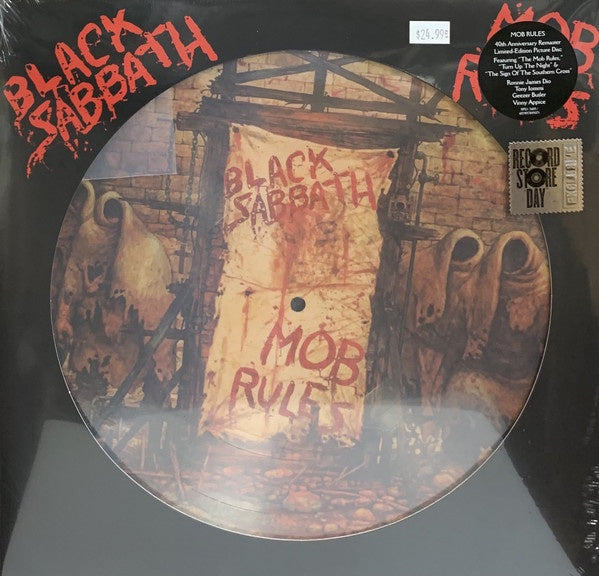 BLACK
SABBATH
$24.99
MOB
RULES
MOB RULES
40th Anniversary Remaster
Limited-Edition Picture Disc
Featuring "The Mob Rules,"
"Turn Up The Night" &
"The Sign Of The Southern Cross"
Ronnie James Dio
Tony Iommi
Geezer Butler
Vinny Appice
RECORD
STORE
DAY
EXCLUSIVE
BLACK
SABBATH
MOB
RULES